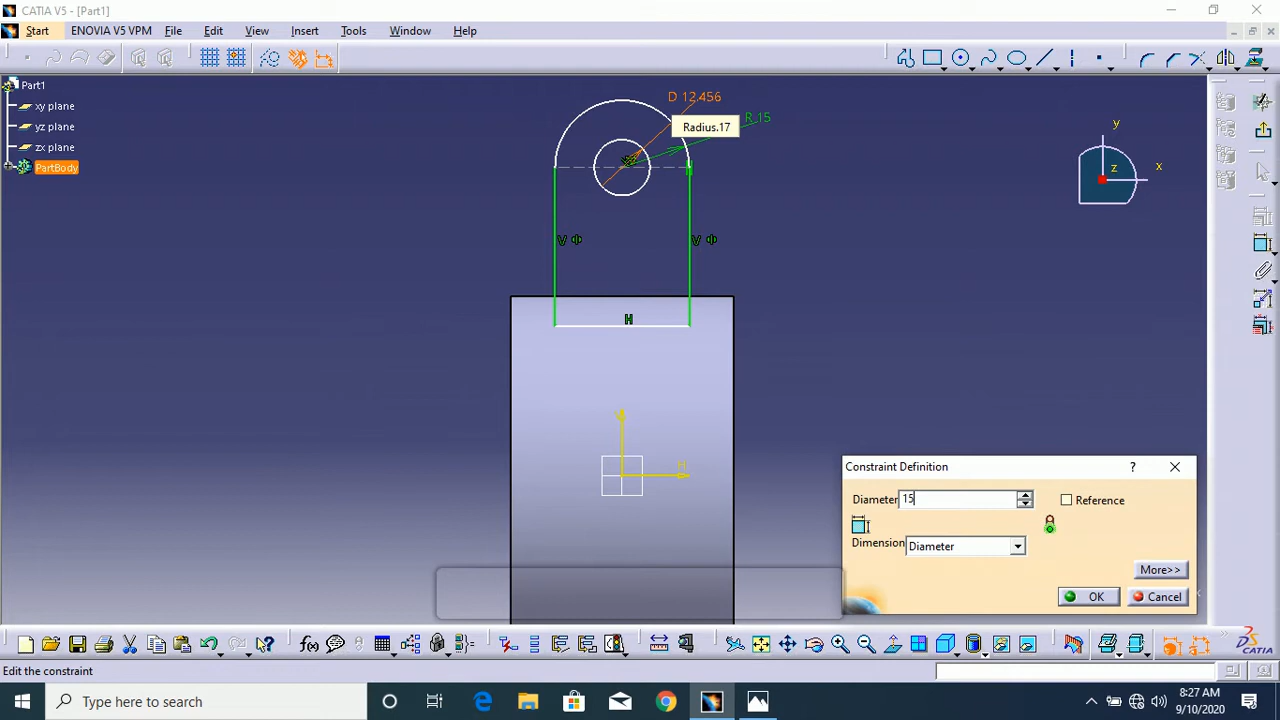 CATIA V5 - [Part1]
Start ENOVIA V5 VPM File Edit View Insert Tools Window Help
Part1
xy plane
yz plane
zx plane
PartBody
D 12.456
R 15
Radius.17
y
x
z
V
V
H
V
H
Constraint Definition ?
Diameter 15 Reference
Dimension Diameter
More>>
OK Cancel
f(x)
CATIA
Edit the constraint
Type here to search
8:27 AM
9/10/2020